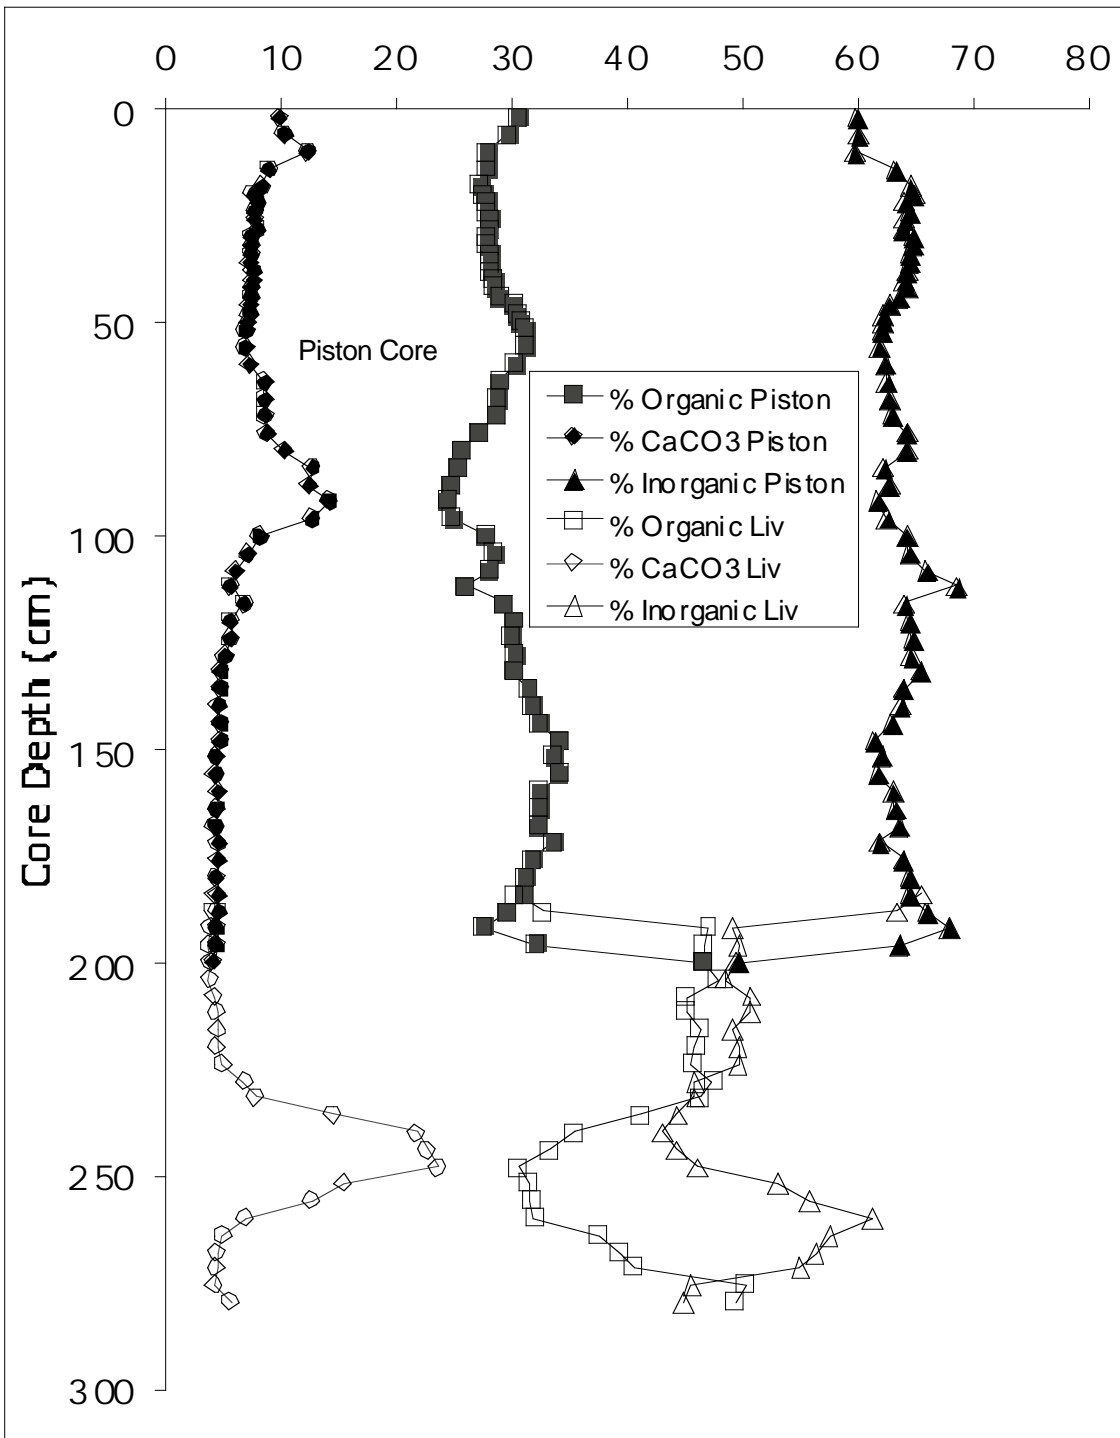 0 10 20 30 40 50 60 70 80
0
50
Piston Core
% Organic Piston
% CaCO3 Piston
% Inorganic Piston
% Organic Liv
% CaCO3 Liv
% Inorganic Liv
100
150
200
250
300
Core Depth (cm)